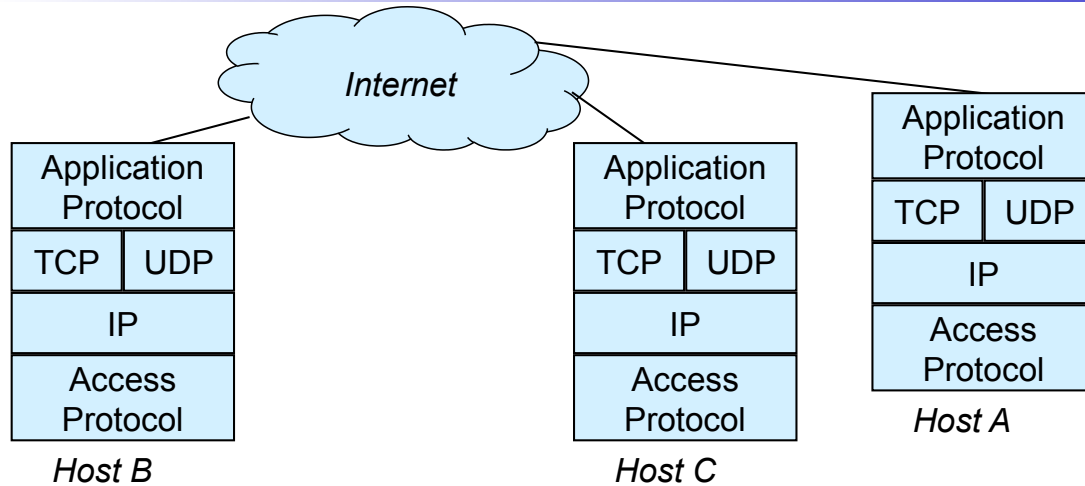 Internet
Application
Protocol
TCP UDP
IP
Access
Protocol
Host B
Application
Protocol
TCP UDP
IP
Access
Protocol
Host C
Application
Protocol
TCP UDP
IP
Access
Protocol
Host A